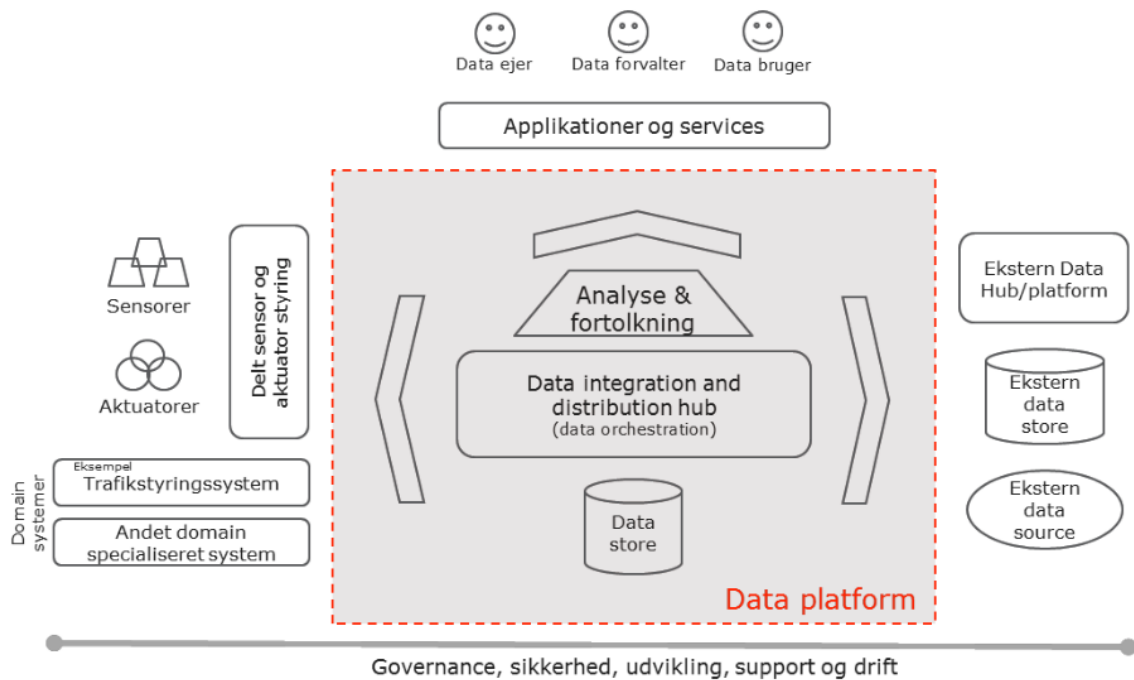 Data ejer
Data forvalter
Data bruger
Applikationer og services
Sensorer
Aktuatorer
Delt sensor og
aktuator styring
Domain
systemer
Eksempel
Trafikstyringssystem
Andet domain
specialiseret system
Analyse &
fortolkning
Data integration and
distribution hub
(data orchestration)
Data
store
Data platform
Ekstern Data
Hub/platform
Ekstern
data
store
Ekstern
data
source
Governance, sikkerhed, udvikling, support og drift